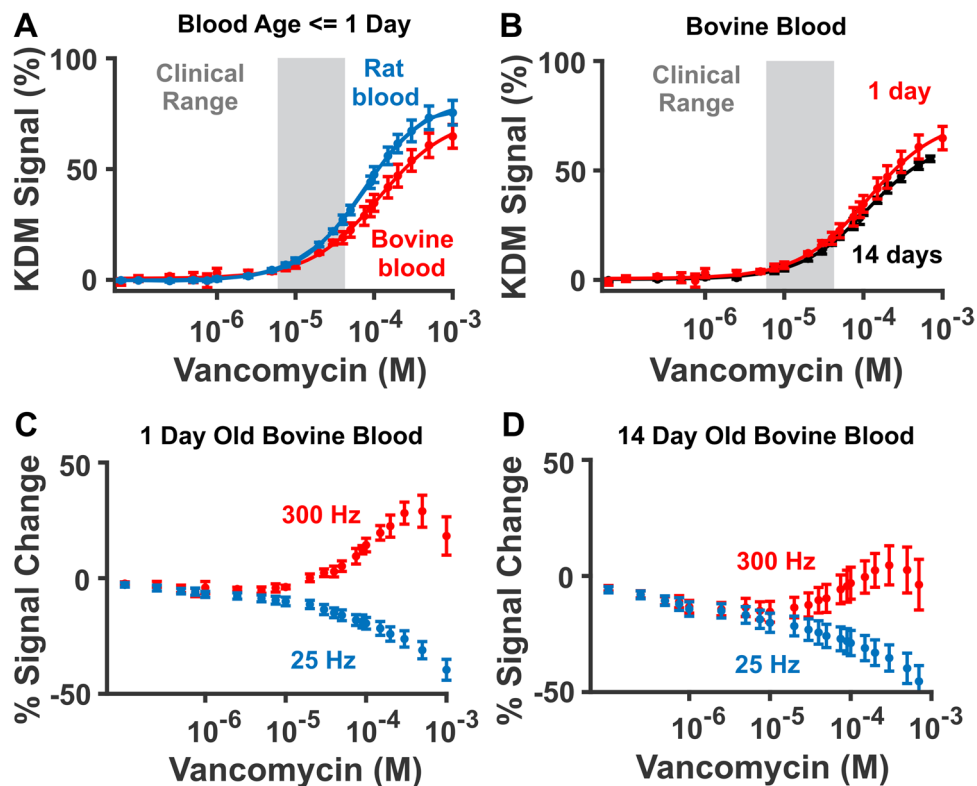 A
Blood Age <= 1 Day
KDM Signal (%)
100
50
0
Clinical
Range
Rat
blood
Bovine
blood
10-6
10-5
10-4
10-3
Vancomycin (M)
B
Bovine Blood
KDM Signal (%)
100
50
0
Clinical
Range
1 day
14 days
10-6
10-5
10-4
10-3
Vancomycin (M)
C
1 Day Old Bovine Blood
% Signal Change
50
0
-50
300 Hz
25 Hz
10-6
10-5
10-4
10-3
Vancomycin (M)
D
14 Day Old Bovine Blood
% Signal Change
50
0
-50
300 Hz
25 Hz
10-6
10-5
10-4
10-3
Vancomycin (M)